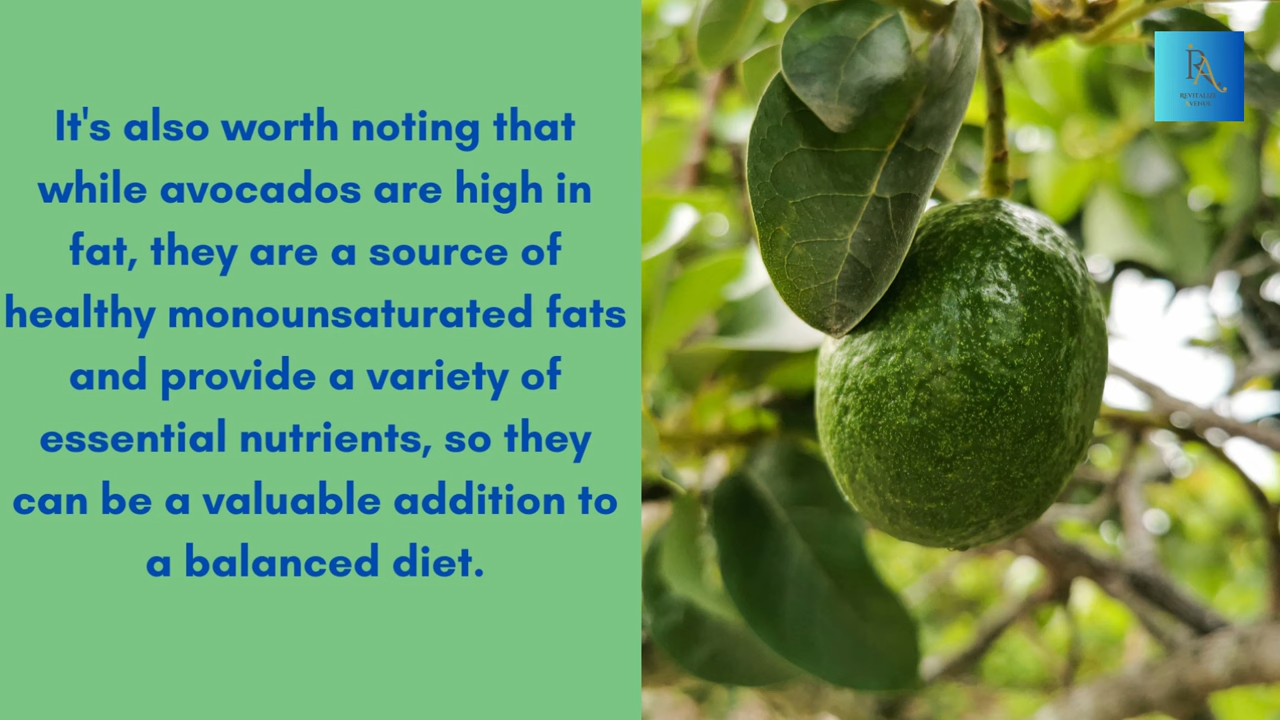 It's also worth noting that
while avocados are high in
fat, they are a source of
healthy monounsaturated fats
and provide a variety of
essential nutrients, so they
can be a valuable addition to
a balanced diet.
RA